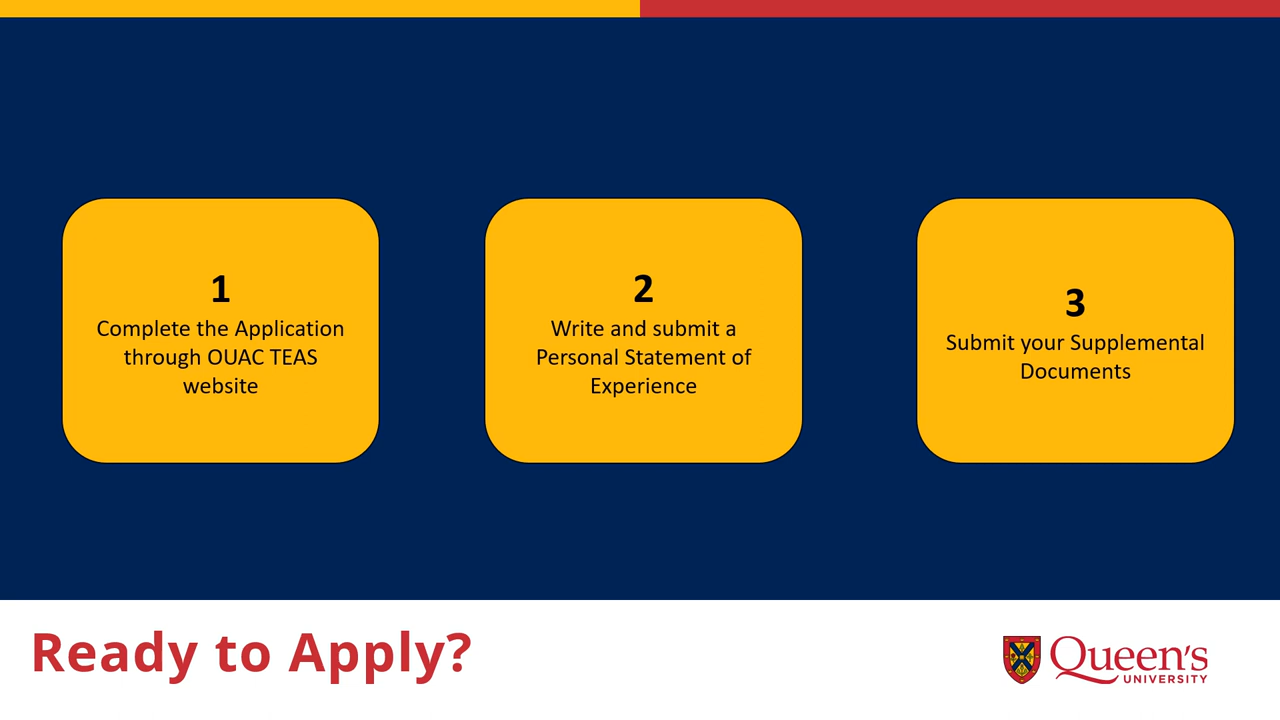 1
Complete the Application
through OUAC TEAS
website
2
Write and submit a
Personal Statement of
Experience
3
Submit your Supplemental
Documents
Ready to Apply?
Queen's
UNIVERSITY